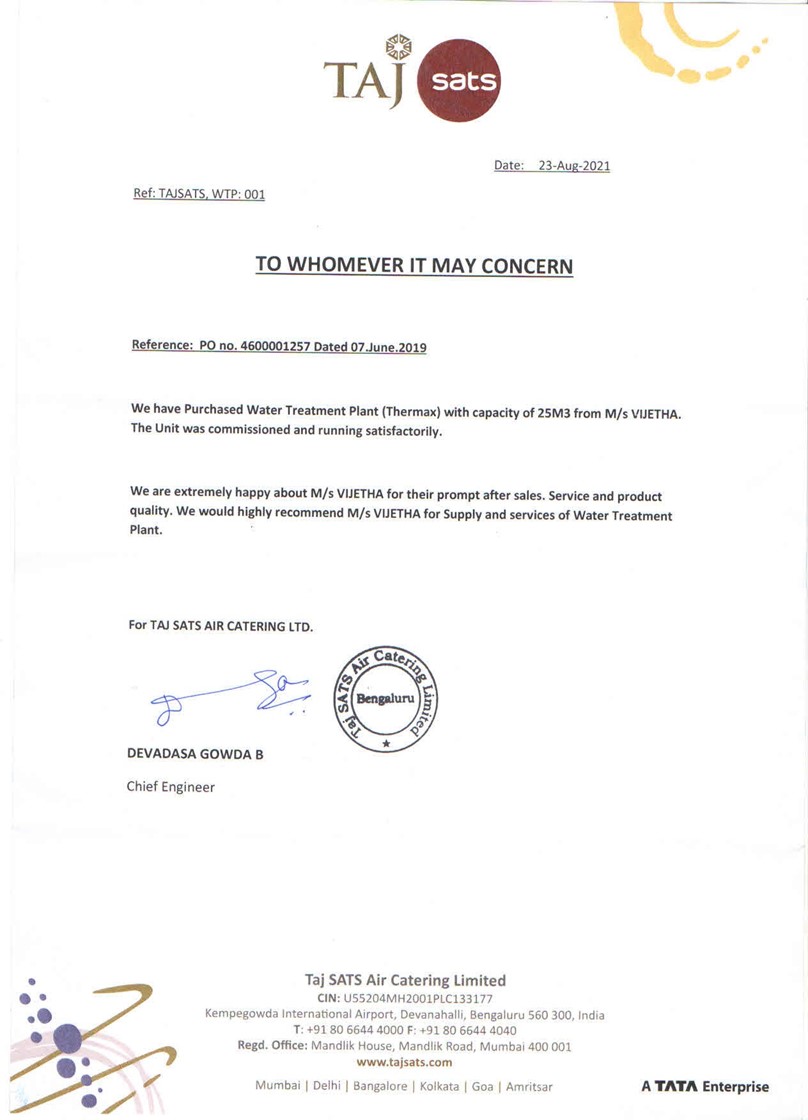 TAJ sats
Date: 23-Aug-2021
Ref: TAJSATS, WTP: 001
TO WHOMEVER IT MAY CONCERN
Reference: PO no. 4600001257 Dated 07.June.2019
We have Purchased Water Treatment Plant (Thermax) with capacity of 25M3 from M/s VIJETHA.
The Unit was commissioned and running satisfactorily.
We are extremely happy about M/s VIJETHA for their prompt after sales. Service and product
quality. We would highly recommend M/s VIJETHA for Supply and services of Water Treatment
Plant.
For TAJ SATS AIR CATERING LTD.
Taj SATS Air Catering Limited
Bengaluru
DEVADASA GOWDA B
Chief Engineer
Taj SATS Air Catering Limited
CIN: U55204MH2001PLC133177
Kempegowda International Airport, Devanahalli, Bengaluru 560 300, India
T: +91 80 6644 4000 F: +91 80 6644 4040
Regd. Office: Mandlik House, Mandlik Road, Mumbai 400 001
www.tajsats.com
Mumbai | Delhi | Bangalore | Kolkata | Goa | Amritsar
A TATA Enterprise